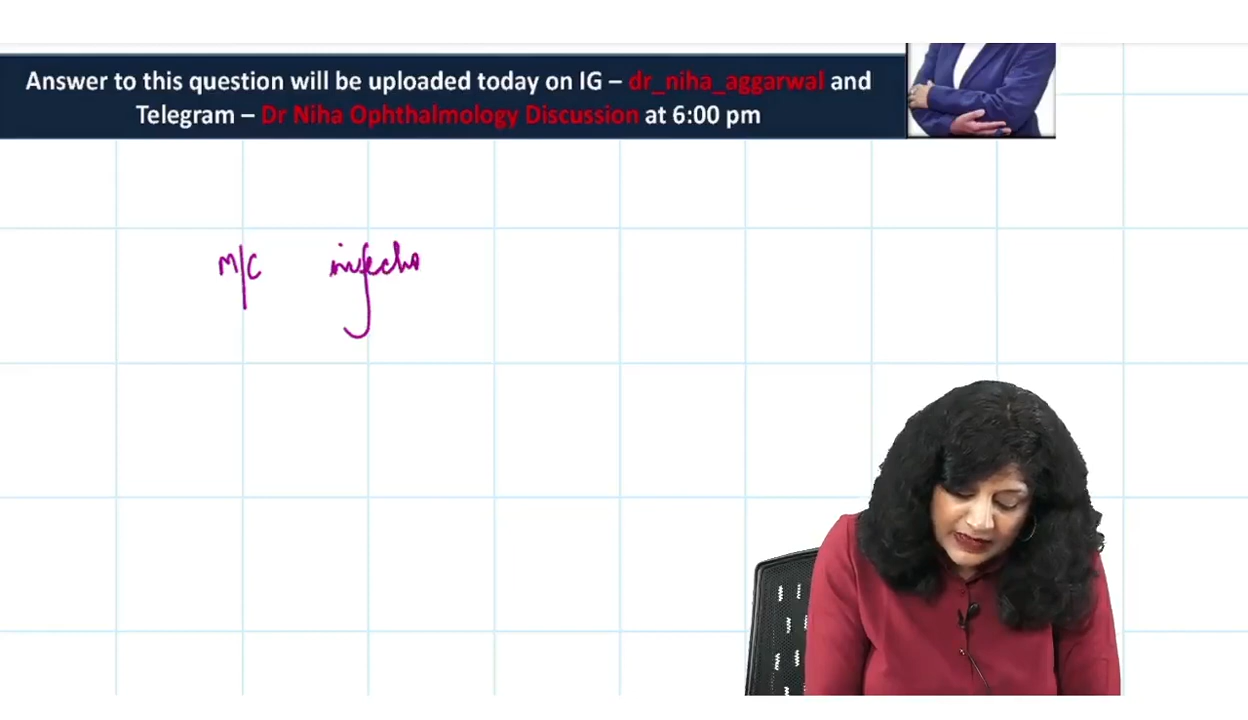 Answer to this question will be uploaded today on IG – dr_niha_aggarwal and
Telegram – Dr Niha Ophthalmology Discussion at 6:00 pm
M/C infectio